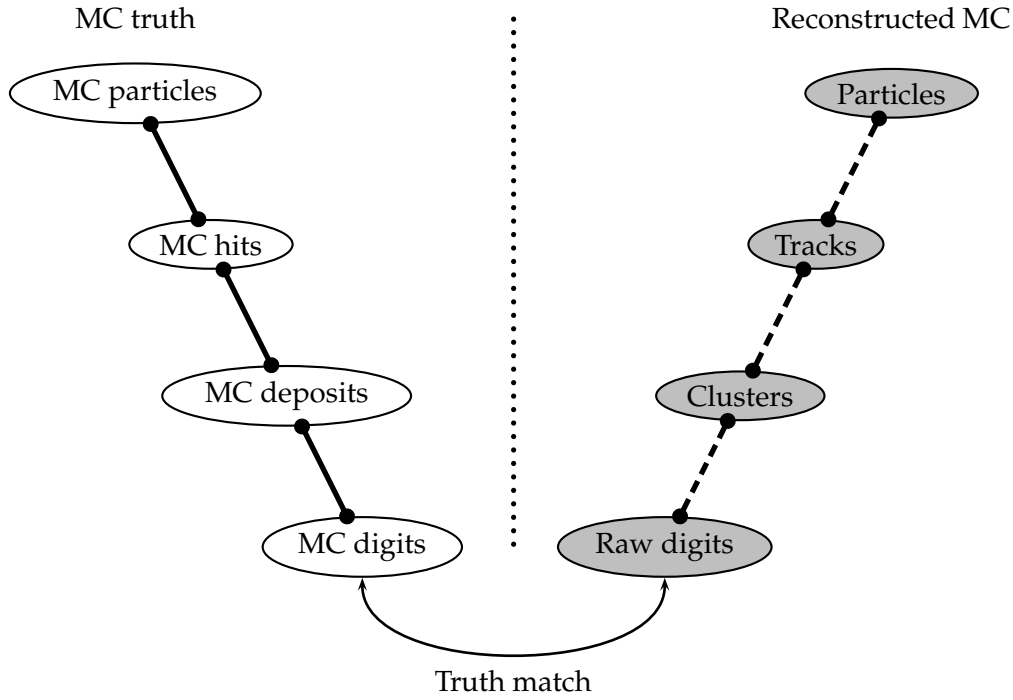 MC truth
Reconstructed MC
MC particles
Particles
MC hits
Tracks
MC deposits
Clusters
MC digits
Raw digits
Truth match